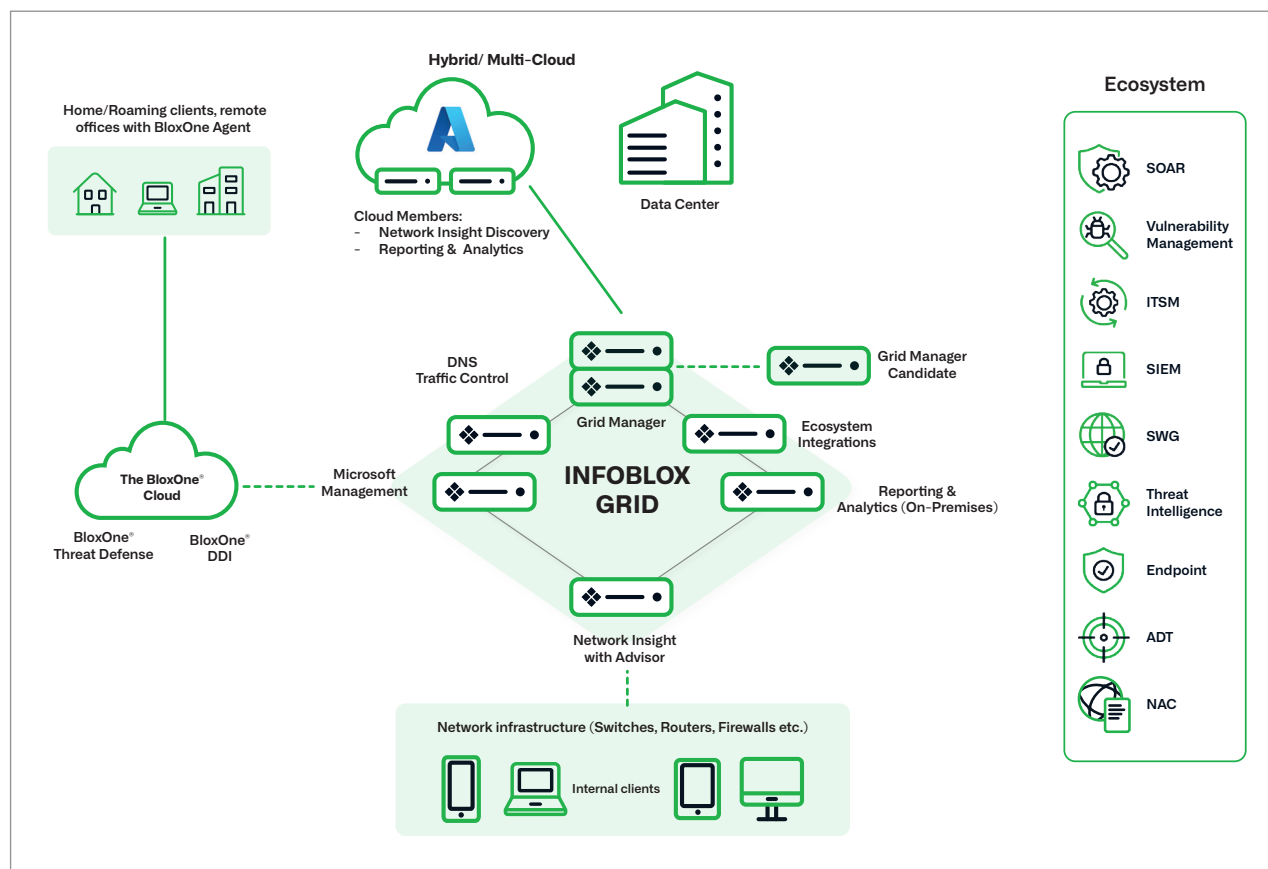 Hybrid/ Multi-Cloud
Home/Roaming clients, remote
offices with BloxOne Agent
Cloud Members:
- Network Insight Discovery
- Reporting & Analytics
Data Center
DNS
Traffic Control
Grid Manager
Grid Manager
Candidate
Ecosystem
Integrations
Microsoft
Management
INFOBLOX
GRID
Reporting &
Analytics (On-Premises)
The BloxOne®
Cloud
BloxOne®
Threat Defense
BloxOne®
DDI
Network Insight
with Advisor
Network infrastructure (Switches, Routers, Firewalls etc.)
Internal clients
Ecosystem
SOAR
Vulnerability
Management
ITSM
SIEM
SWG
Threat
Intelligence
Endpoint
ADT
NAC